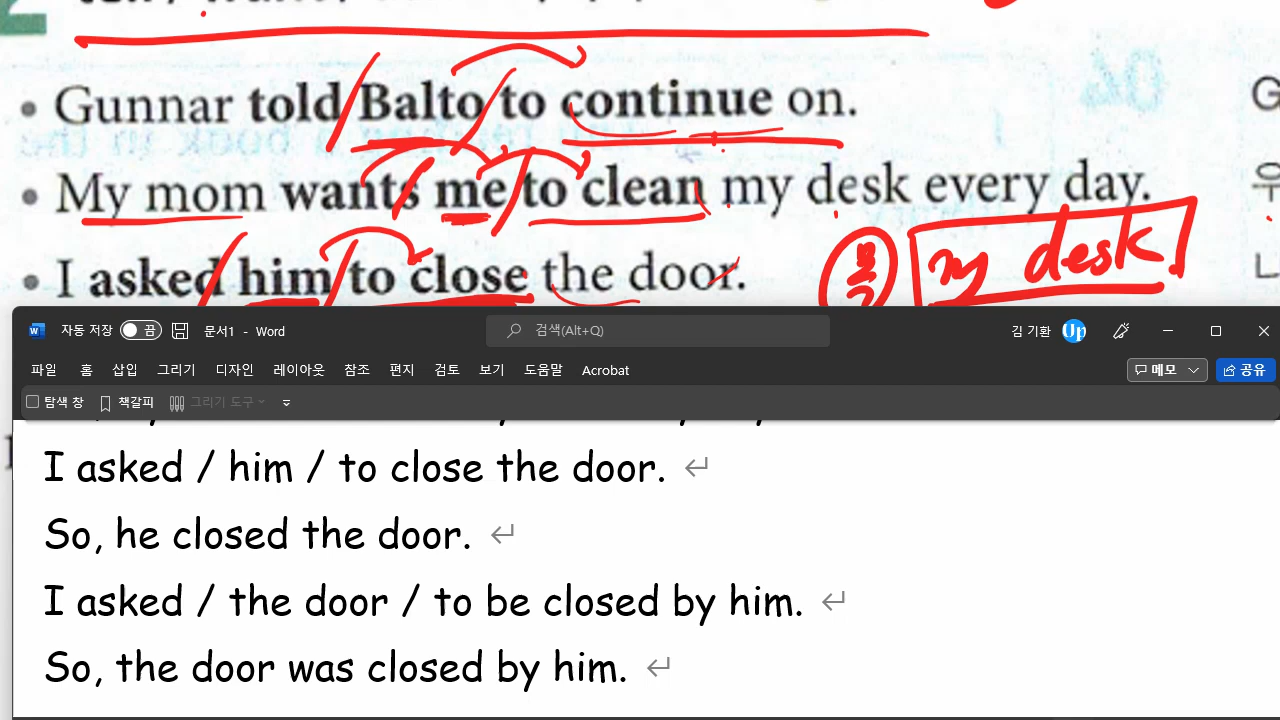 • Gunnar told Balto to continue on.
• My mom wants me to clean my desk every day.
my desk
• I asked him to close the door.
자동 저장 끔 문서1 - Word 검색(Alt+Q) 김 기환 Up
파일 홈 삽입 그리기 디자인 레이아웃 참조 편지 검토 보기 도움말 Acrobat 메모 공유
탐색 창 책갈피 그리기 도구
I asked / him / to close the door.
So, he closed the door.
I asked / the door / to be closed by him.
So, the door was closed by him.